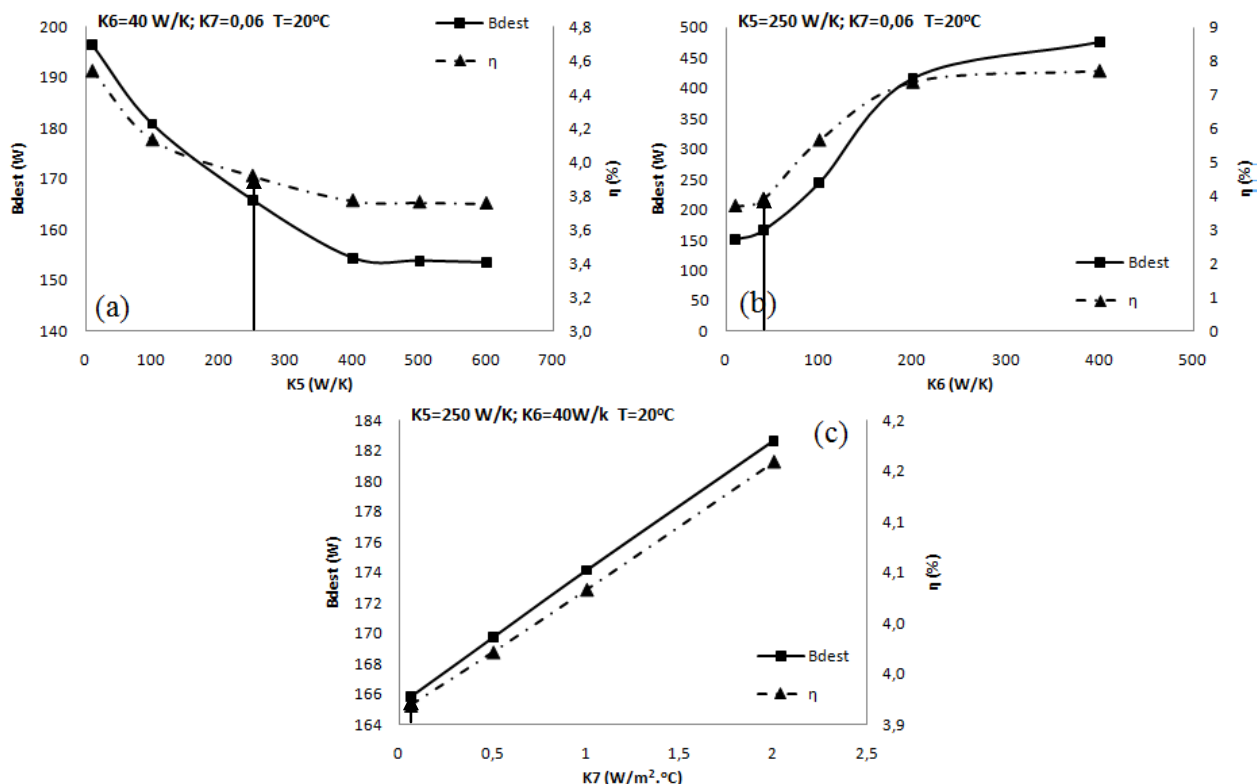 K6=40 W/K; K7=0,06 T=20ºC
Bdest
η
200
190
180
170
160
150
140
Bdest (W)
4,8
4,6
4,4
4,2
4,0
3,8
3,6
3,4
3,2
3,0
η (%)
(a)
0 100 200 300 400 500 600 700
K5 (W/K)
K5=250 W/K; K7=0,06 T=20ºC
500
450
400
350
300
250
200
150
100
50
0
Bdest (W)
9
8
7
6
5
4
3
2
1
0
η (%)
Bdest
η
(b)
0 100 200 300 400 500
K6 (W/K)
K5=250 W/K; K6=40W/k T=20ºC
(c)
184
182
180
178
176
174
172
170
168
166
164
Bdest (W)
4,2
4,2
4,1
4,1
4,0
4,0
3,9
η (%)
Bdest
η
0 0,5 1 1,5 2 2,5
K7 (W/m².ºC)